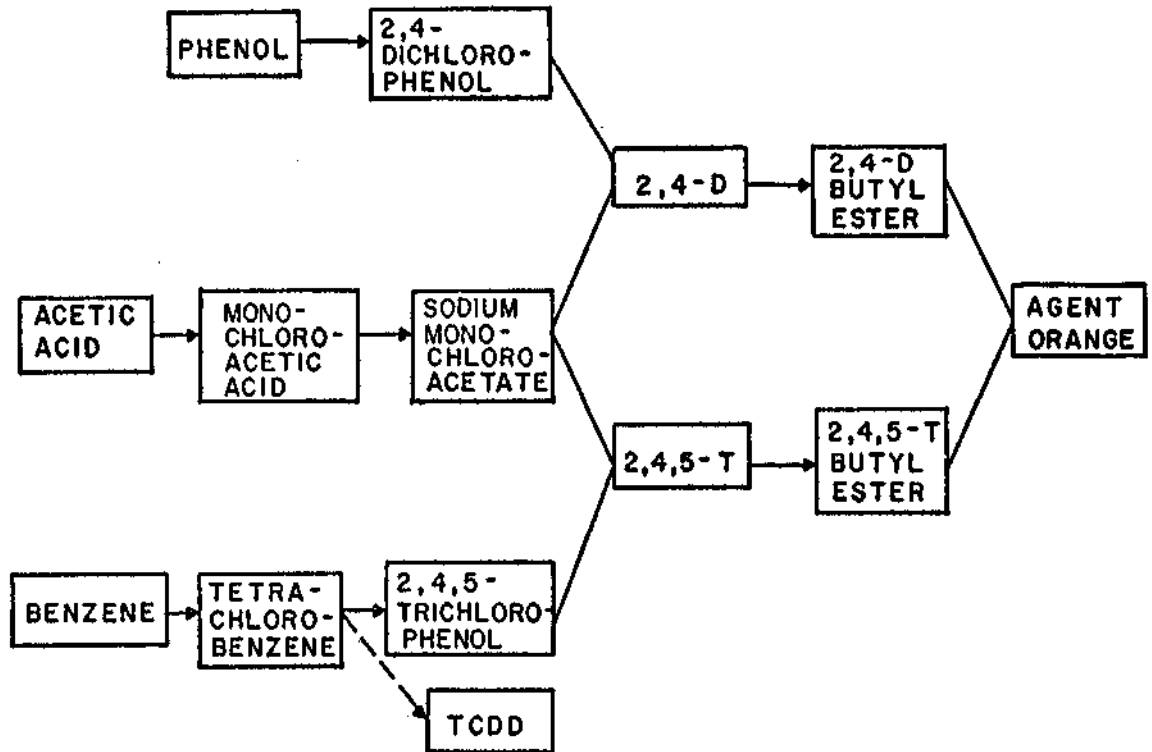 PHENOL
2,4-
DICHLORO-
PHENOL
2,4-D
2,4-D
BUTYL
ESTER
ACETIC
ACID
MONO-
CHLORO-
ACETIC
ACID
SODIUM
MONO-
CHLORO-
ACETATE
AGENT
ORANGE
2,4,5-T
2,4,5-T
BUTYL
ESTER
BENZENE
TETRA-
CHLORO-
BENZENE
2,4,5-
TRICHLORO-
PHENOL
TCDD